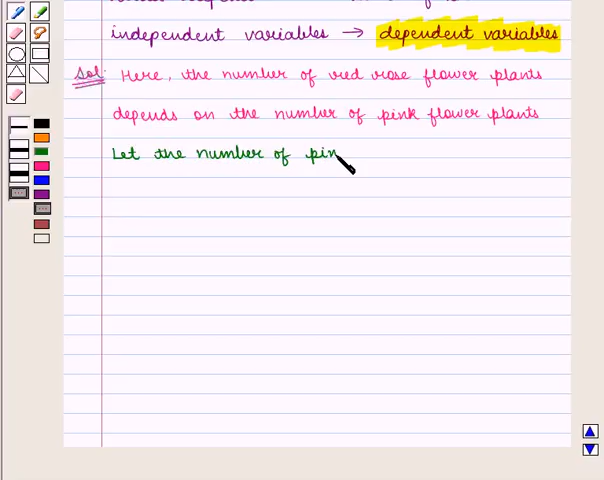 independent variables → dependent variables
Sol: Here, the number of red rose flower plants
depends on the number of pink flower plants
Let the number of pin